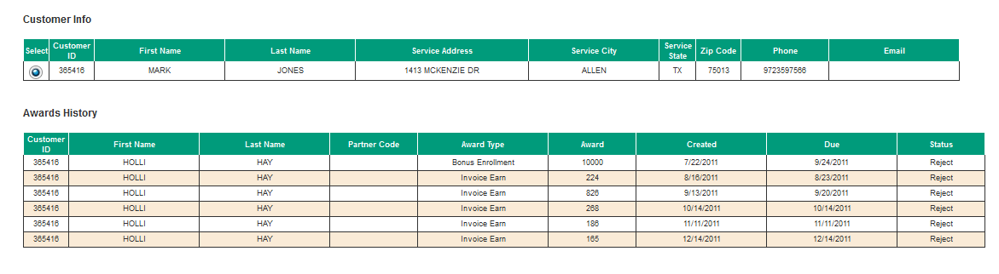 Customer Info
Select Customer ID First Name Last Name Service Address Service City Service State Zip Code Phone Email
365416 MARK JONES 1413 MCKENZIE DR ALLEN TX 75013 9723597566
Awards History
Customer ID First Name Last Name Partner Code Award Type Award Created Due Status
365416 HOLLI HAY Bonus Enrollment 10000 7/22/2011 9/24/2011 Reject
365416 HOLLI HAY Invoice Earn 224 8/16/2011 8/23/2011 Reject
365416 HOLLI HAY Invoice Earn 826 9/13/2011 9/20/2011 Reject
365416 HOLLI HAY Invoice Earn 268 10/14/2011 10/14/2011 Reject
365416 HOLLI HAY Invoice Earn 186 11/11/2011 11/11/2011 Reject
365416 HOLLI HAY Invoice Earn 165 12/14/2011 12/14/2011 Reject